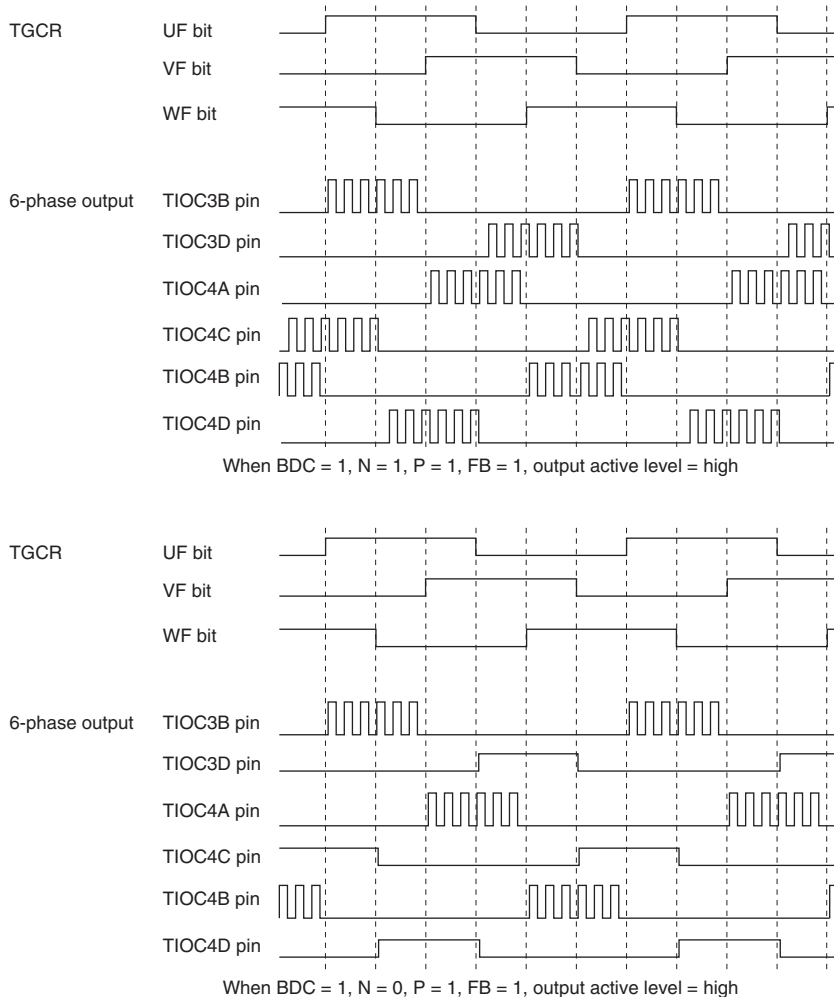 TGCR UF bit
VF bit
WF bit
6-phase output TIOC3B pin
TIOC3D pin
TIOC4A pin
TIOC4C pin
TIOC4B pin
TIOC4D pin
When BDC = 1, N = 1, P = 1, FB = 1, output active level = high
TGCR UF bit
VF bit
WF bit
6-phase output TIOC3B pin
TIOC3D pin
TIOC4A pin
TIOC4C pin
TIOC4B pin
TIOC4D pin
When BDC = 1, N = 0, P = 1, FB = 1, output active level = high